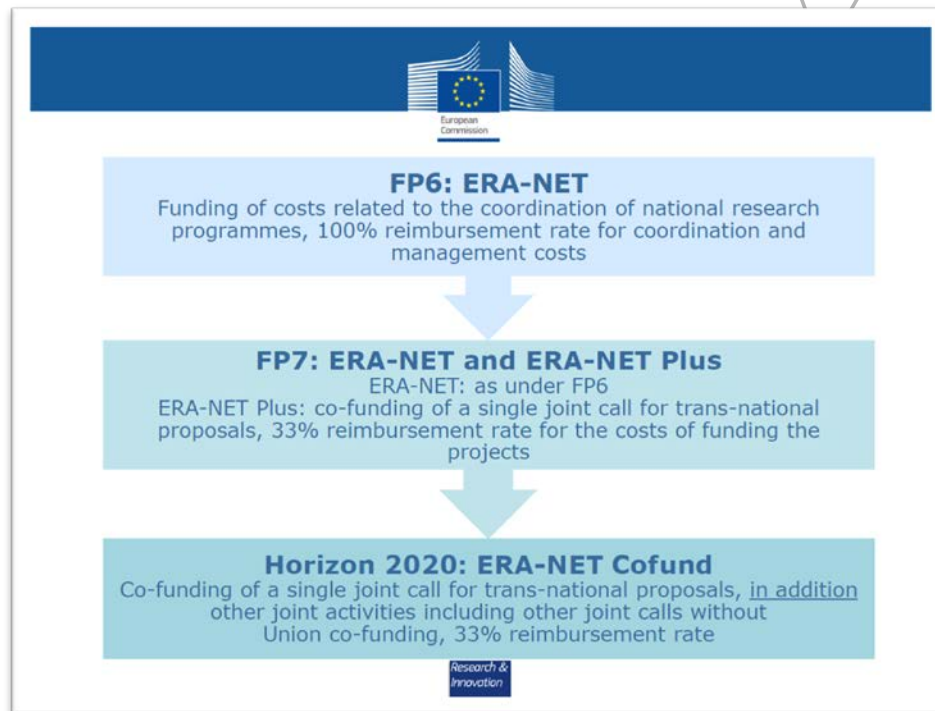 European
Commission
FP6: ERA-NET
Funding of costs related to the coordination of national research
programmes, 100% reimbursement rate for coordination and
management costs
FP7: ERA-NET and ERA-NET Plus
ERA-NET: as under FP6
ERA-NET Plus: co-funding of a single joint call for trans-national
proposals, 33% reimbursement rate for the costs of funding the
projects
Horizon 2020: ERA-NET Cofund
Co-funding of a single joint call for trans-national proposals, in addition
other joint activities including other joint calls without
Union co-funding, 33% reimbursement rate
Research &
Innovation